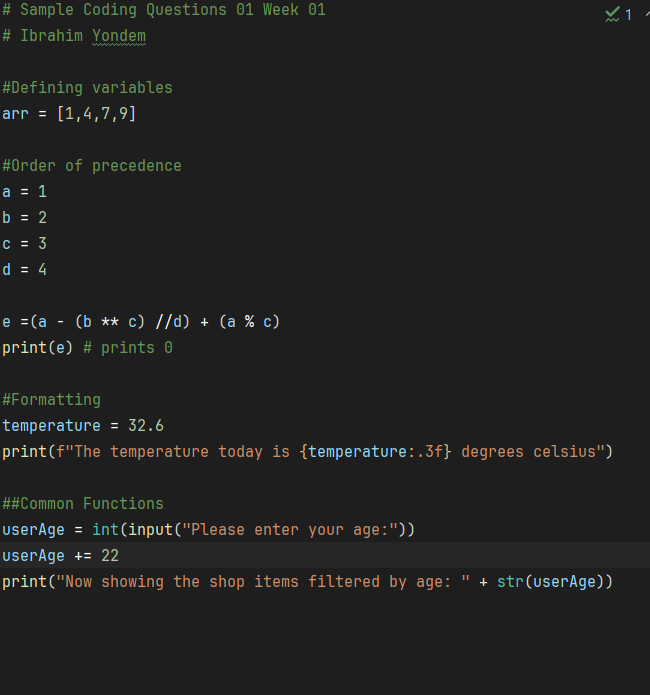 # Sample Coding Questions 01 Week 01
1
# Ibrahim Yondem
#Defining variables
arr = [1,4,7,9]
#Order of precedence
a = 1
b = 2
c = 3
d = 4
e =(a - (b ** c) //d) + (a % c)
print(e) # prints 0
#Formatting
temperature = 32.6
print(f"The temperature today is {temperature:.3f} degrees celsius")
##Common Functions
userAge = int(input("Please enter your age:"))
userAge += 22
print("Now showing the shop items filtered by age: " + str(userAge))